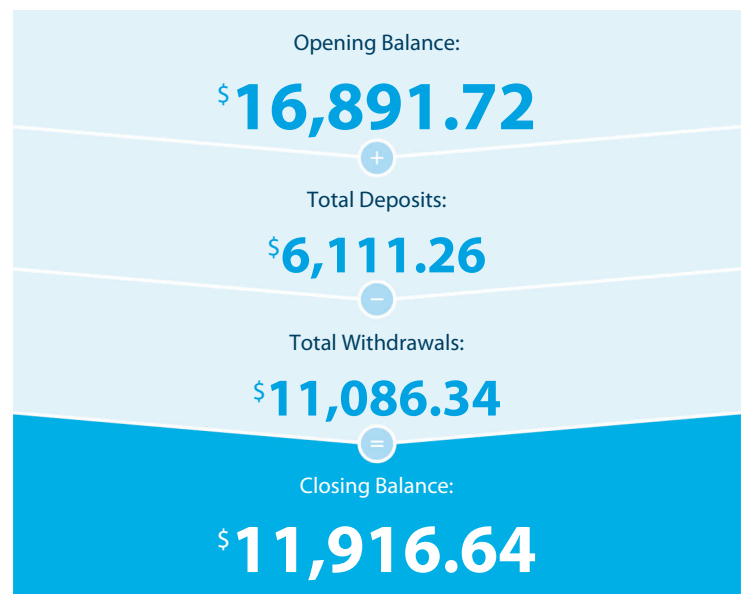 Opening Balance:
$16,891.72
+
Total Deposits:
$6,111.26
−
Total Withdrawals:
$11,086.34
=
Closing Balance:
$11,916.64